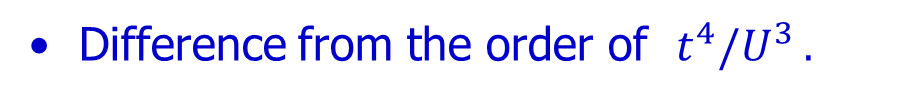 • Difference from the order of t⁴/U³ .